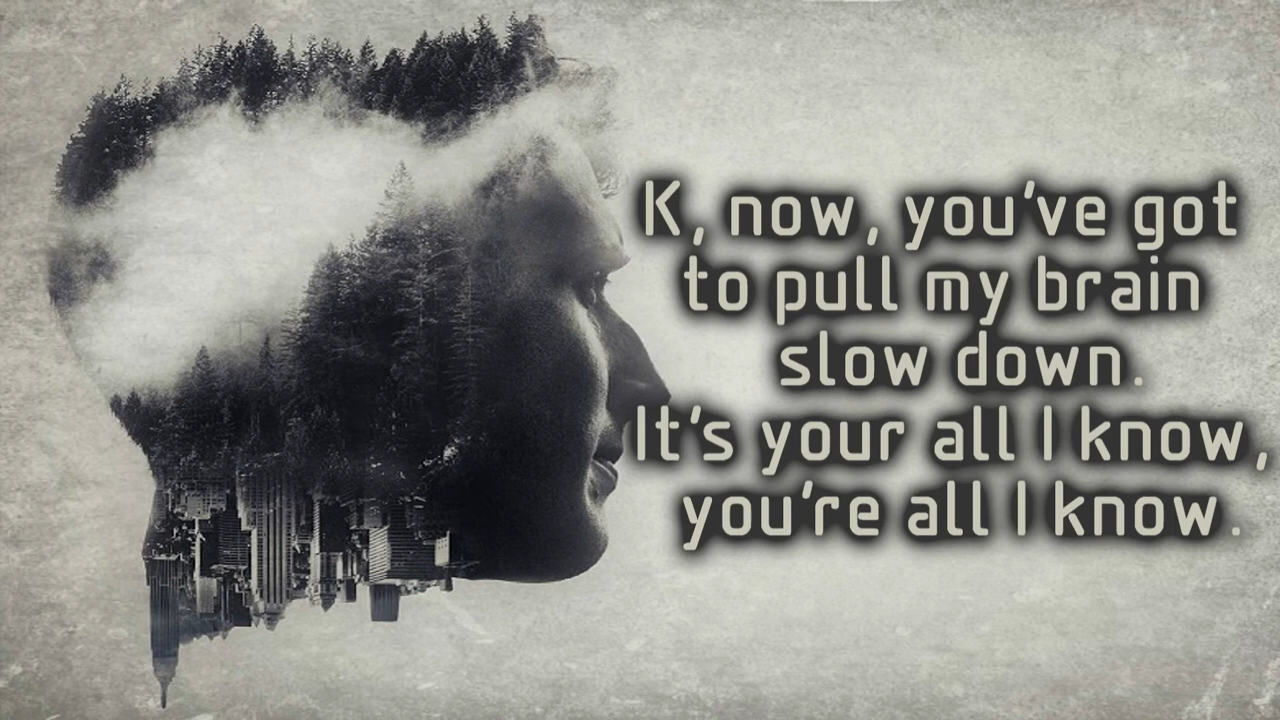 K, now, you've got
to pull my brain
slow down.
It's your all I know,
you're all I know.